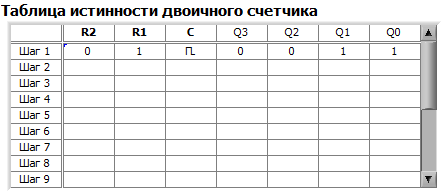 Таблица истинности двоичного счетчика
R2 R1 C Q3 Q2 Q1 Q0
Шаг 1 0 1 0 0 1 1
Шаг 2
Шаг 3
Шаг 4
Шаг 5
Шаг 6
Шаг 7
Шаг 8
Шаг 9